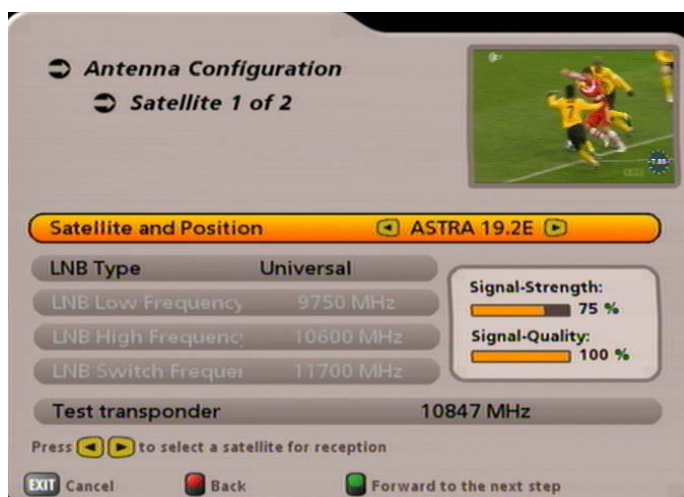 Antenna Configuration
Satellite 1 of 2
Satellite and Position ASTRA 19.2E
LNB Type Universal
LNB Low Frequency 9750 MHz
LNB High Frequenc 10600 MHz
LNB Switch Frequer 11700 MHz
Signal-Strength:
75 %
Signal-Quality:
100 %
Test transponder 10847 MHz
Press to select a satellite for reception
EXIT Cancel Back Forward to the next step